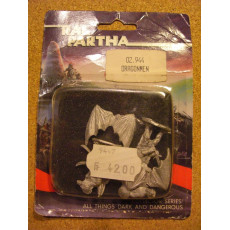 RAL
PARTHA
02.944
DRAGONMEN
4200
SERIES:
ALL THINGS DARK AND DANGEROUS